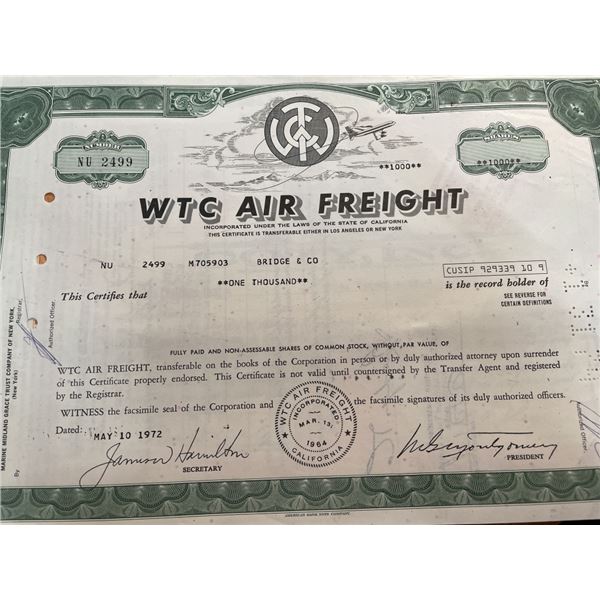 WTC
NUMBER
NU 2499
SHARES
**1000**
**1000**
WTC AIR FREIGHT
INCORPORATED UNDER THE LAWS OF THE STATE OF CALIFORNIA
THIS CERTIFICATE IS TRANSFERABLE EITHER IN LOS ANGELES OR NEW YORK
NU 2499 M705903 BRIDGE & CO
CUSIP 929339 10 9
**ONE THOUSAND**
This Certifies that
is the record holder of
SEE REVERSE FOR
CERTAIN DEFINITIONS
FULLY PAID AND NON-ASSESSABLE SHARES OF COMMON STOCK, WITHOUT PAR VALUE, OF
WTC AIR FREIGHT, transferable on the books of the Corporation in person or by duly authorized attorney upon surrender
of this Certificate properly endorsed. This Certificate is not valid until countersigned by the Transfer Agent and registered
by the Registrar.
WITNESS the facsimile seal of the Corporation and the facsimile signatures of its duly authorized officers.
Dated:
MAY 10 1972
WTC AIR FREIGHT
INCORPORATED
MAR. 13,
1964
CALIFORNIA
Jameson Hamilton
SECRETARY
PRESIDENT
MARINE MIDLAND GRACE TRUST COMPANY OF NEW YORK,
(New York)
Registrar,
By
Authorized Officer.
AMERICAN BANK NOTE COMPANY.